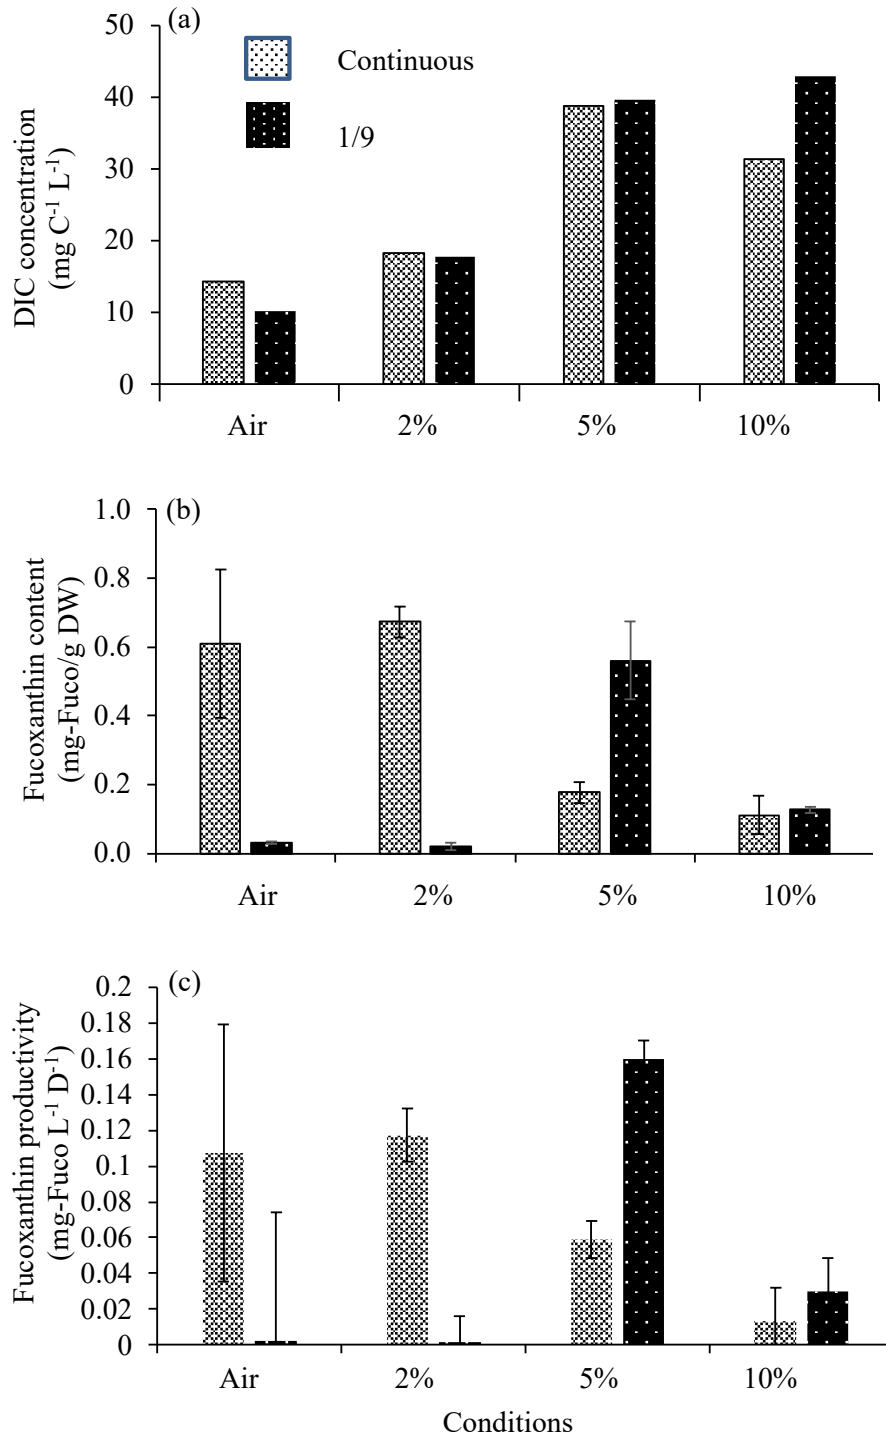 (a)
50
40
30
20
10
0
DIC concentration
(mg C⁻¹ L⁻¹)
Continuous
1/9
Air 2% 5% 10%
(b)
1.0
0.8
0.6
0.4
0.2
0.0
Fucoxanthin content
(mg-Fuco/g DW)
Air 2% 5% 10%
(c)
0.2
0.18
0.16
0.14
0.12
0.1
0.08
0.06
0.04
0.02
0
Fucoxanthin productivity
(mg-Fuco L⁻¹ D⁻¹)
Air 2% 5% 10%
Conditions